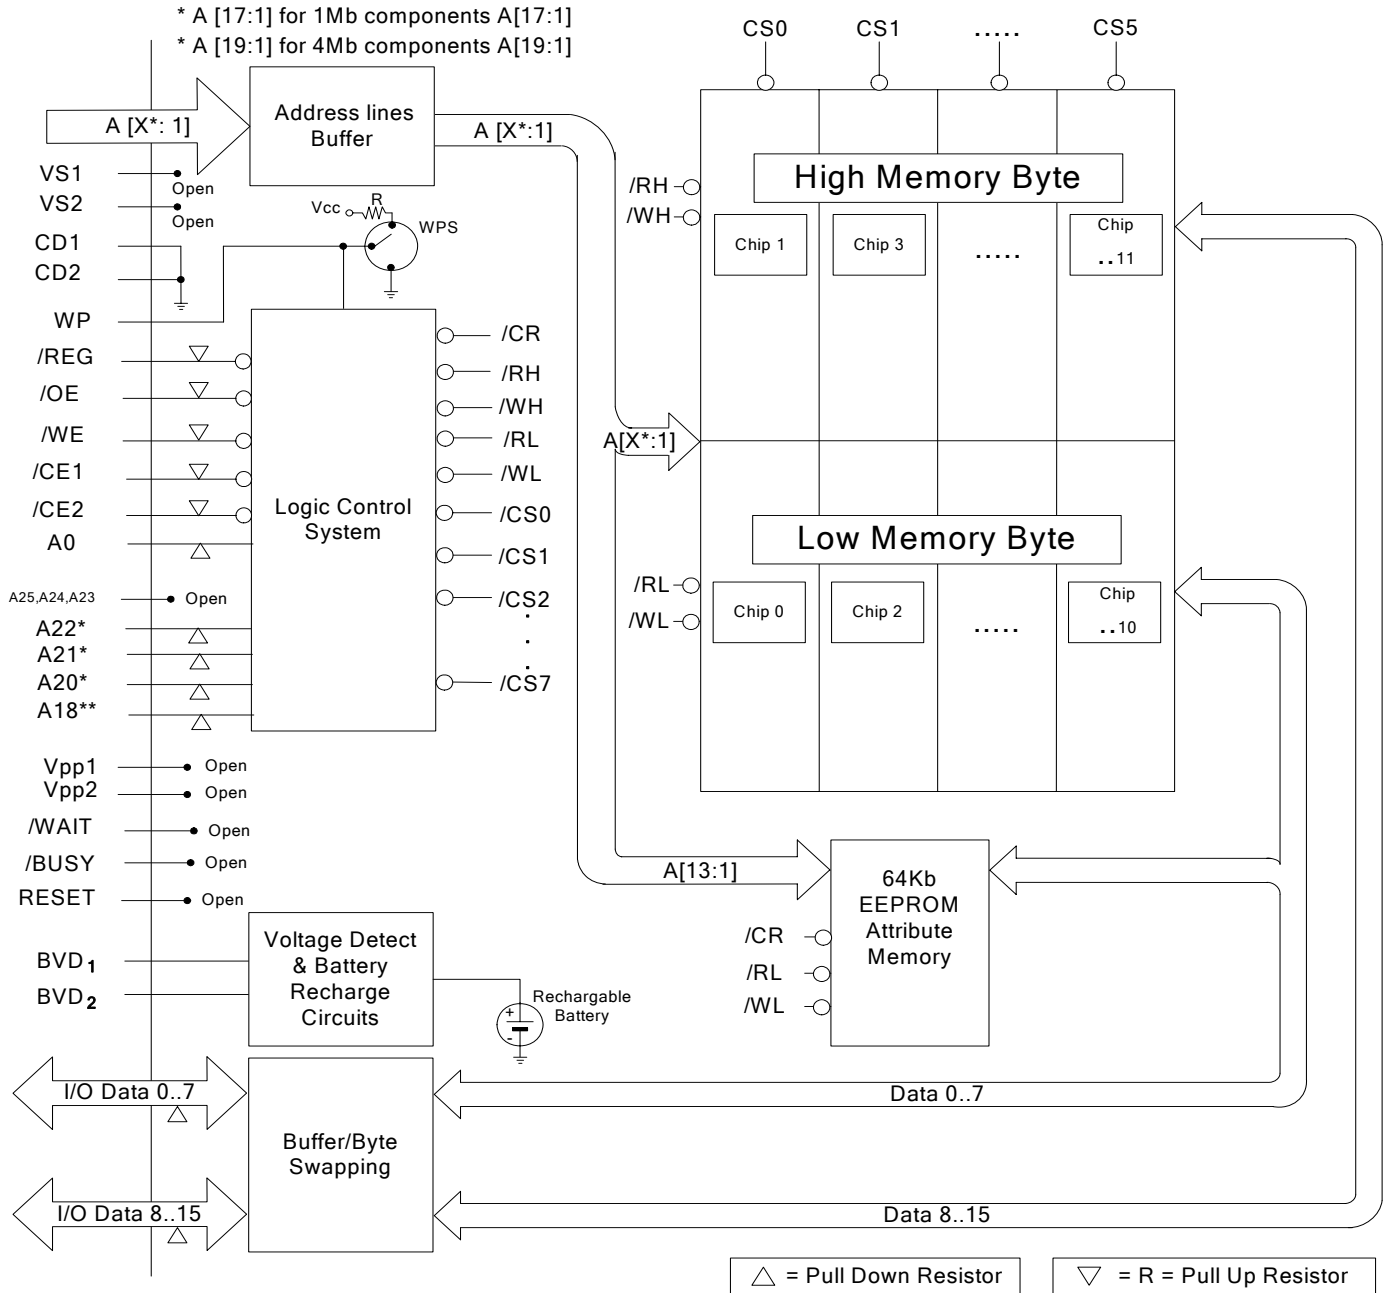 * A [17:1] for 1Mb components A[17:1]
* A [19:1] for 4Mb components A[19:1]
CS0
CS1
.....
CS5
A [X*: 1]
Address lines
Buffer
A [X*:1]
VS1
Open
VS2
Open
CD1
CD2
WP
Vcc
R
WPS
/REG
/OE
/WE
/CE1
/CE2
A0
A25,A24,A23
Open
A22*
A21*
A20*
A18**
Logic Control
System
/CR
/RH
/WH
/RL
/WL
/CS0
/CS1
/CS2
.
.
.
/CS7
/RH
/WH
High Memory Byte
Chip 1
Chip 3
.....
Chip
..11
A[X*:1]
Low Memory Byte
/RL
/WL
Chip 0
Chip 2
.....
Chip
..10
Vpp1
Open
Vpp2
Open
/WAIT
Open
/BUSY
Open
RESET
Open
A[13:1]
64Kb
EEPROM
Attribute
Memory
/CR
/RL
/WL
BVD1
BVD2
Voltage Detect
& Battery
Recharge
Circuits
+
-
Rechargable
Battery
I/O Data 0..7
Buffer/Byte
Swapping
Data 0..7
I/O Data 8..15
Data 8..15
= Pull Down Resistor
= R = Pull Up Resistor